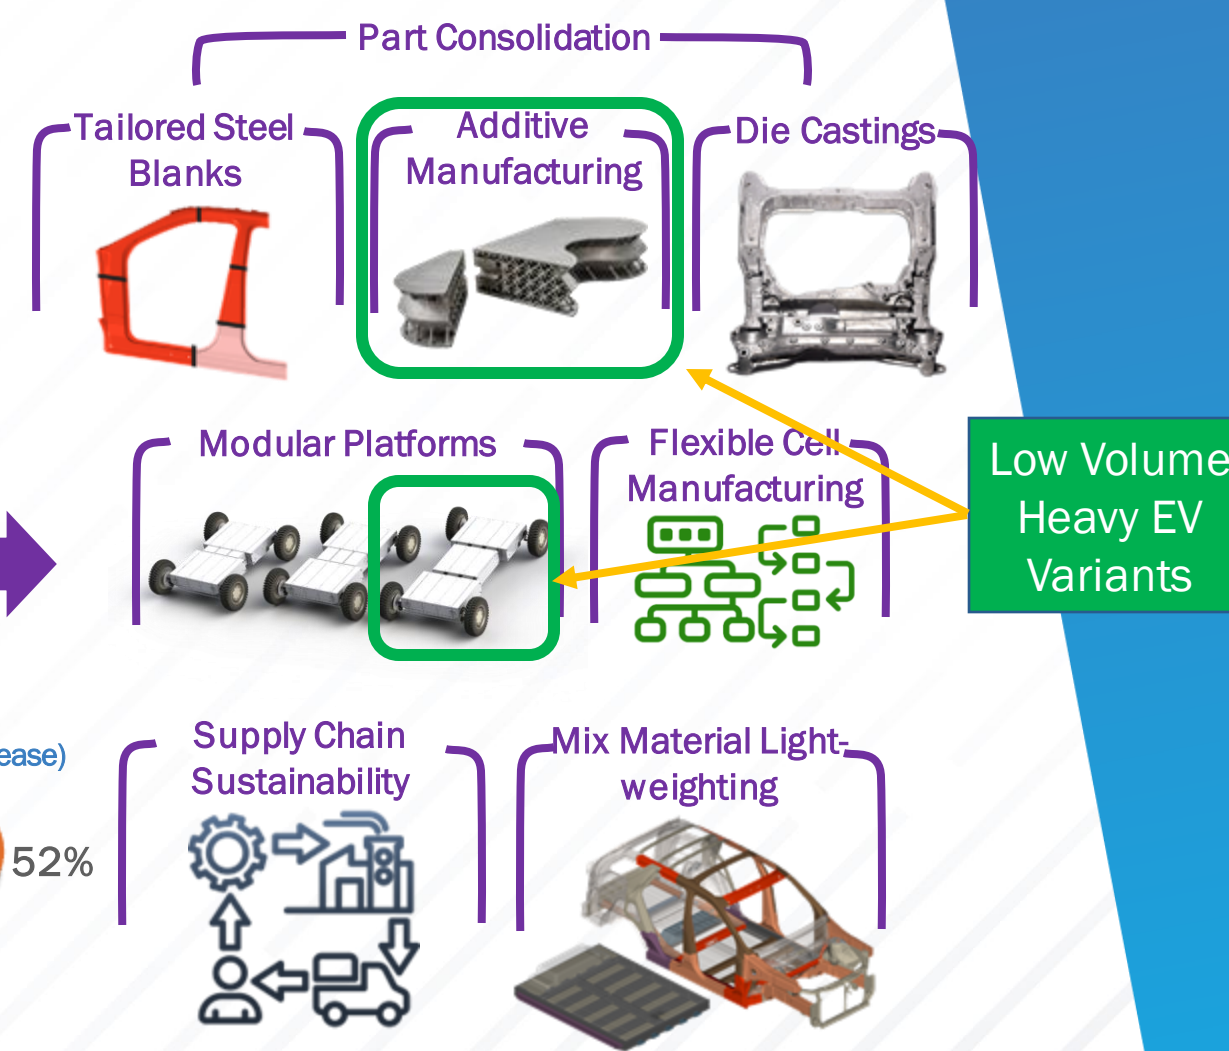 Part Consolidation
Tailored Steel
Blanks
Additive
Manufacturing
Die Castings
Modular Platforms
Flexible Cell
Manufacturing
Low Volume
Heavy EV
Variants
Supply Chain
Sustainability
Mix Material Light-
weighting
ease)
52%